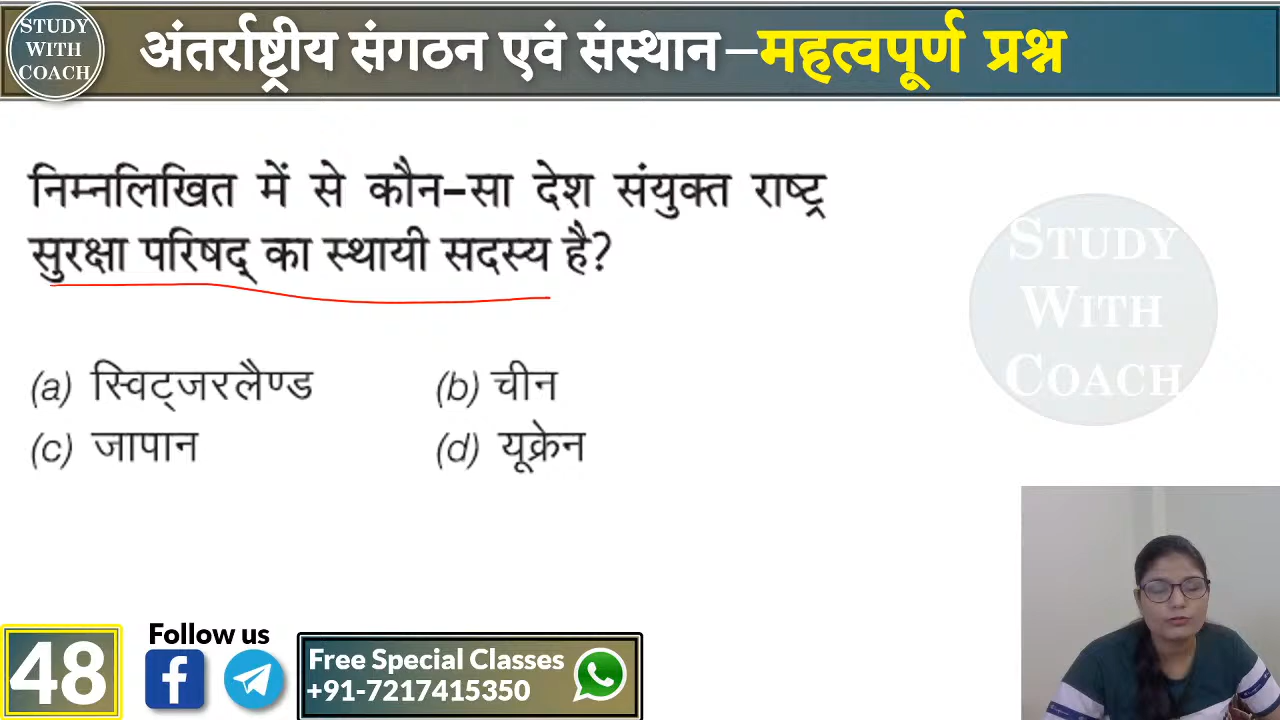 STUDY
WITH
COACH
अंतर्राष्ट्रीय संगठन एवं संस्थान–महत्वपूर्ण प्रश्न
निम्नलिखित में से कौन-सा देश संयुक्त राष्ट्र
सुरक्षा परिषद् का स्थायी सदस्य है?
(a) स्विट्जरलैण्ड (b) चीन
(c) जापान (d) यूक्रेन
STUDY
WITH
COACH
48
Follow us
Free Special Classes
+91-7217415350